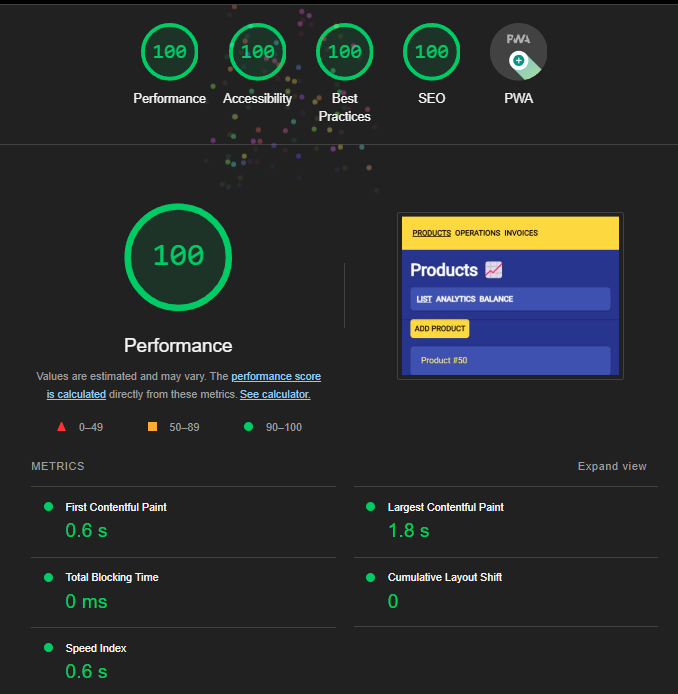 100 100 100 100 PWA
Performance Accessibility Best Practices SEO PWA
100
PRODUCTS OPERATIONS INVOICES
Products 📈
LIST ANALYTICS BALANCE
ADD PRODUCT
Product #50
Performance
Values are estimated and may vary. The performance score
is calculated directly from these metrics. See calculator.
0–49 50–89 90–100
METRICS Expand view
First Contentful Paint
0.6 s
Largest Contentful Paint
1.8 s
Total Blocking Time
0 ms
Cumulative Layout Shift
0
Speed Index
0.6 s